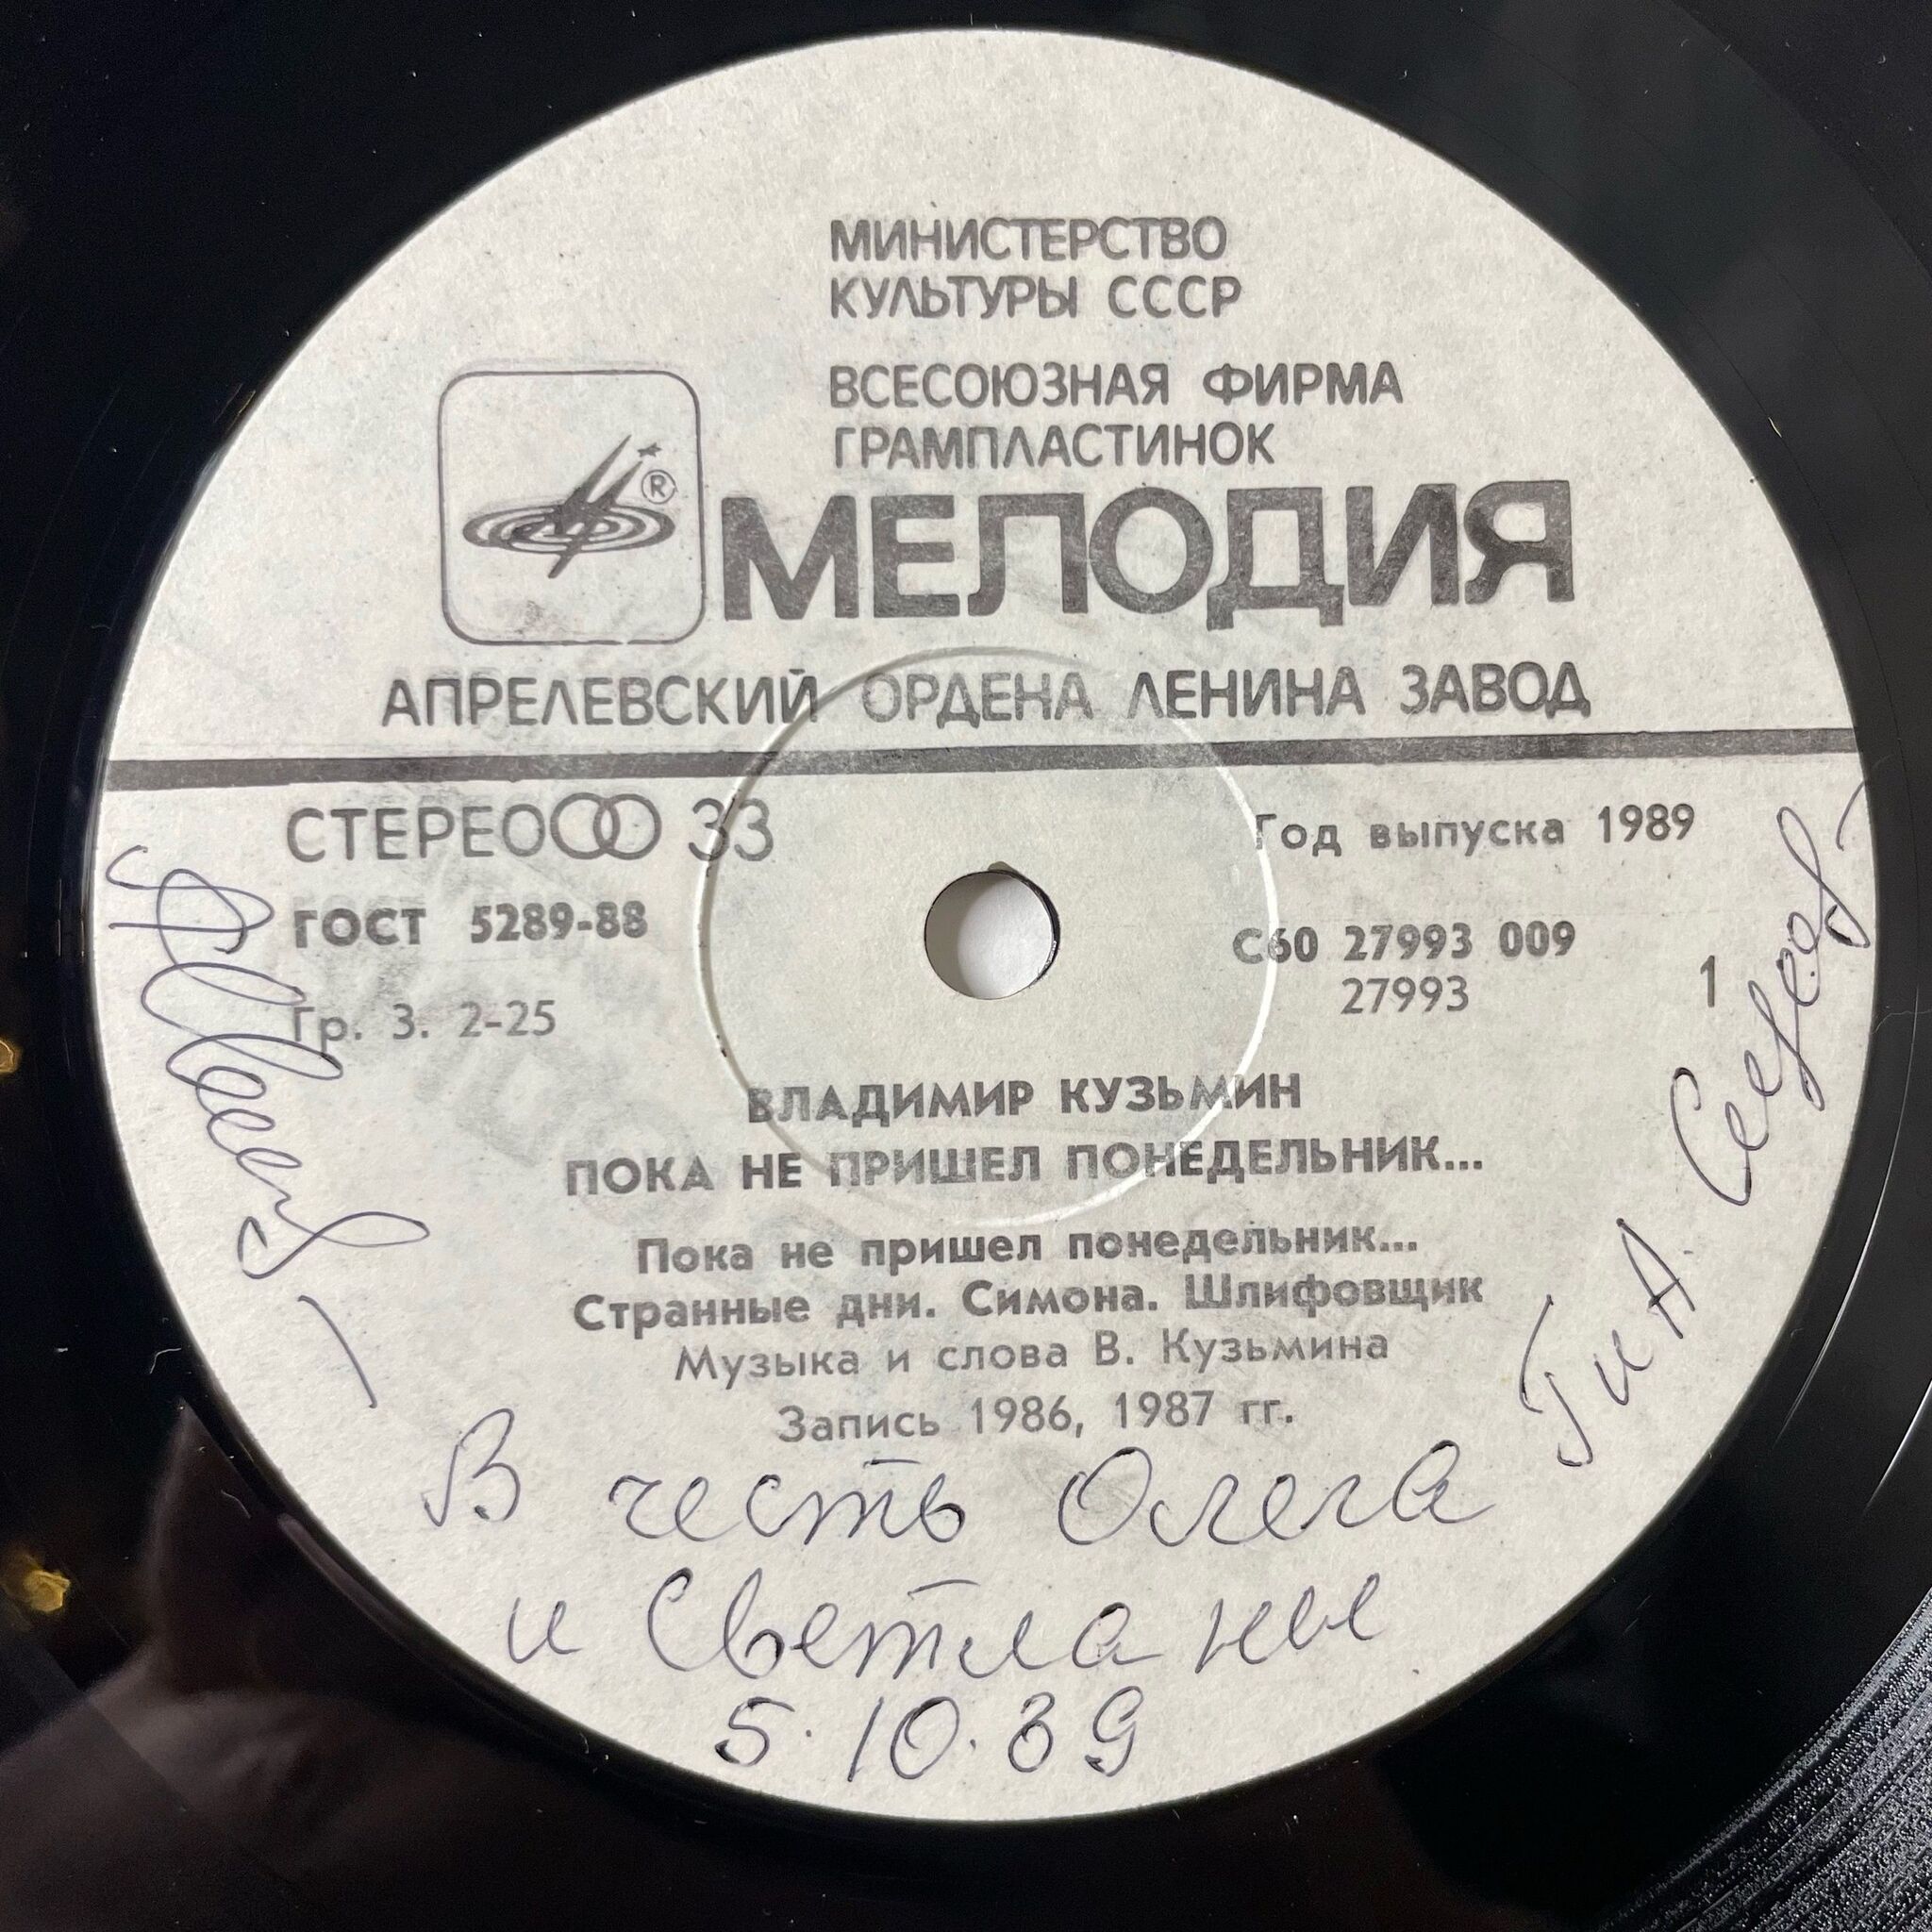 МИНИСТЕРСТВО
КУЛЬТУРЫ СССР
ВСЕСОЮЗНАЯ ФИРМА
ГРАМПЛАСТИНОК
®
МЕЛОДИЯ
АПРЕЛЕВСКИЙ ОРДЕНА ЛЕНИНА ЗАВОД
СТЕРЕО 33
Год выпуска 1989
ГОСТ 5289-88
С60 27993 009
27993
1
Гр. 3. 2-25
ВЛАДИМИР КУЗЬМИН
ПОКА НЕ ПРИШЕЛ ПОНЕДЕЛЬНИК...
Пока не пришел понедельник...
Странные дни. Симона. Шлифовщик
Музыка и слова В. Кузьмина
Запись 1986, 1987 гг.
В честь Олега
и Светланы
5.10.89